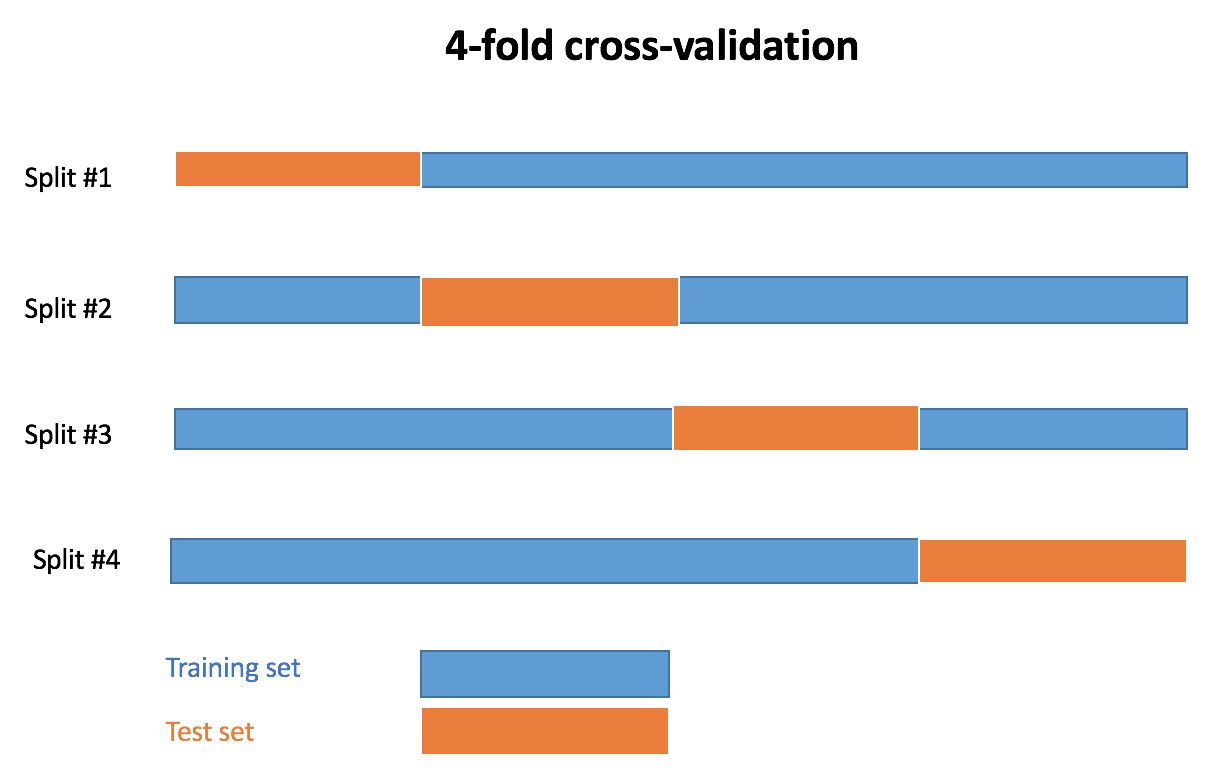 4-fold cross-validation
Split #1
Split #2
Split #3
Split #4
Training set
Test set